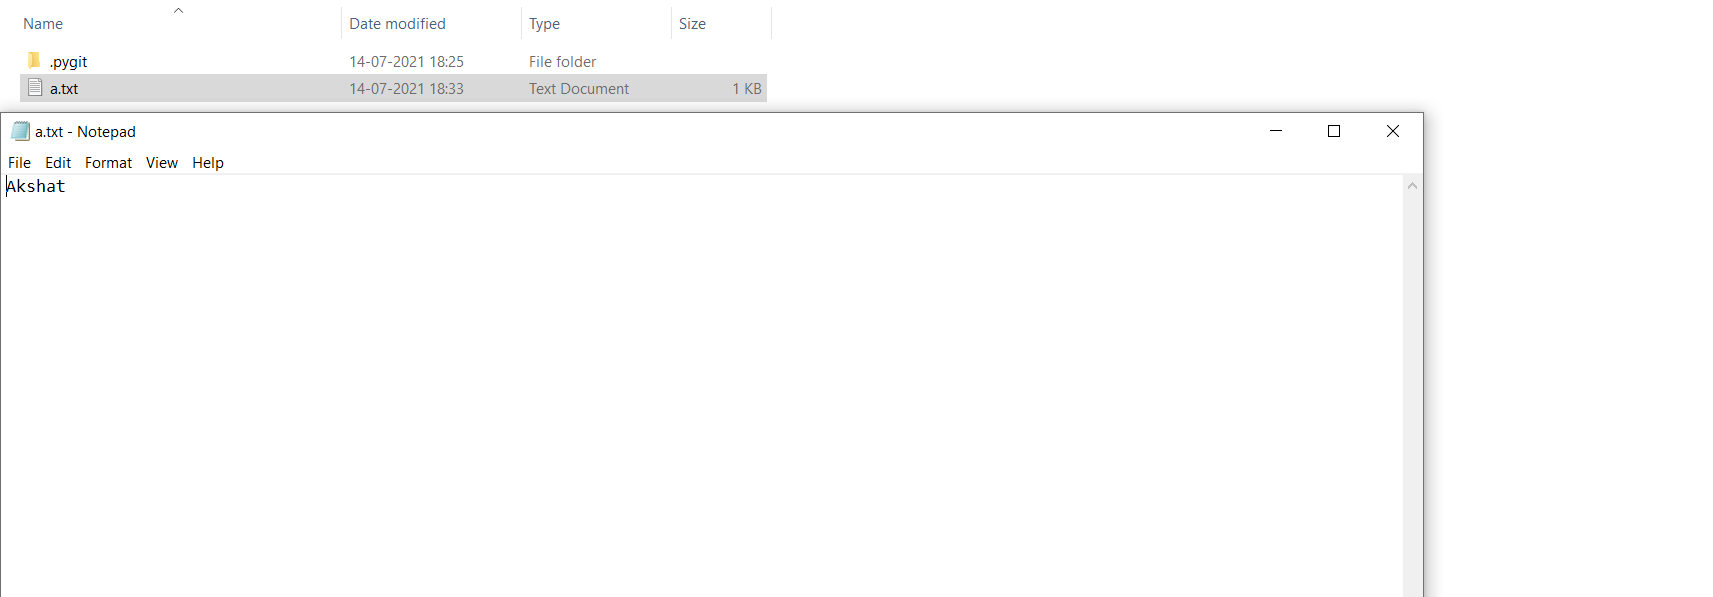 Name Date modified Type Size
.pygit 14-07-2021 18:25 File folder
a.txt 14-07-2021 18:33 Text Document 1 KB
a.txt - Notepad
File Edit Format View Help
Akshat